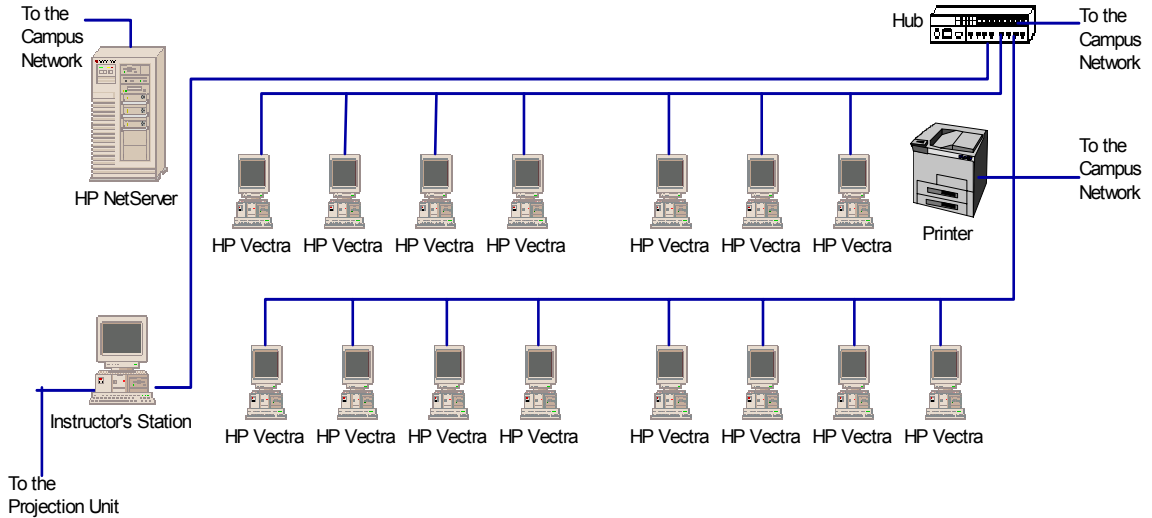 To the
Campus
Network
Hub
To the
Campus
Network
To the
Campus
Network
HP NetServer
HP Vectra HP Vectra HP Vectra HP Vectra HP Vectra HP Vectra HP Vectra
Printer
Instructor's Station
HP Vectra HP Vectra HP Vectra HP Vectra HP Vectra HP Vectra HP Vectra HP Vectra
To the
Projection Unit